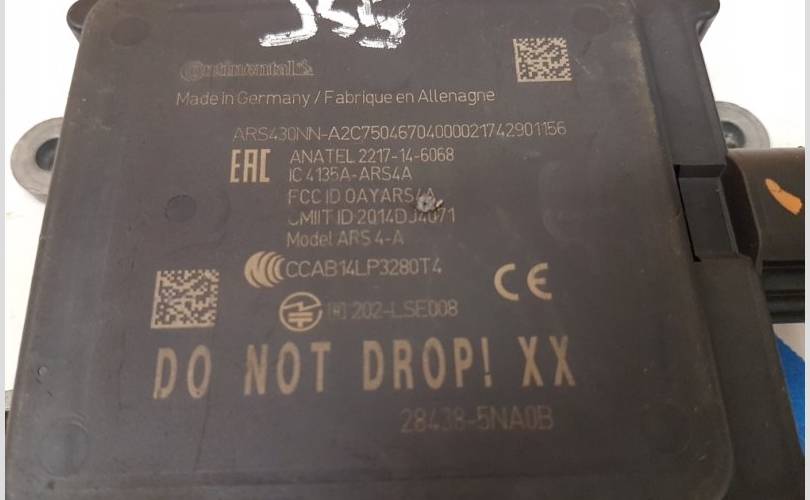 JSS
Continental
Made in Germany / Fabrique en Allenagne
ARS430NN-A2C75046704000021742901156
EAC
ANATEL 2217-14-6068
IC 4135A-ARS4A
FCC ID OAYARS4A
CMIIT ID:2014DJ4071
Model ARS 4-A
CCAB14LP3280T4
CE
R 202-LSE008
DO NOT DROP! XX
28438-5NA0B